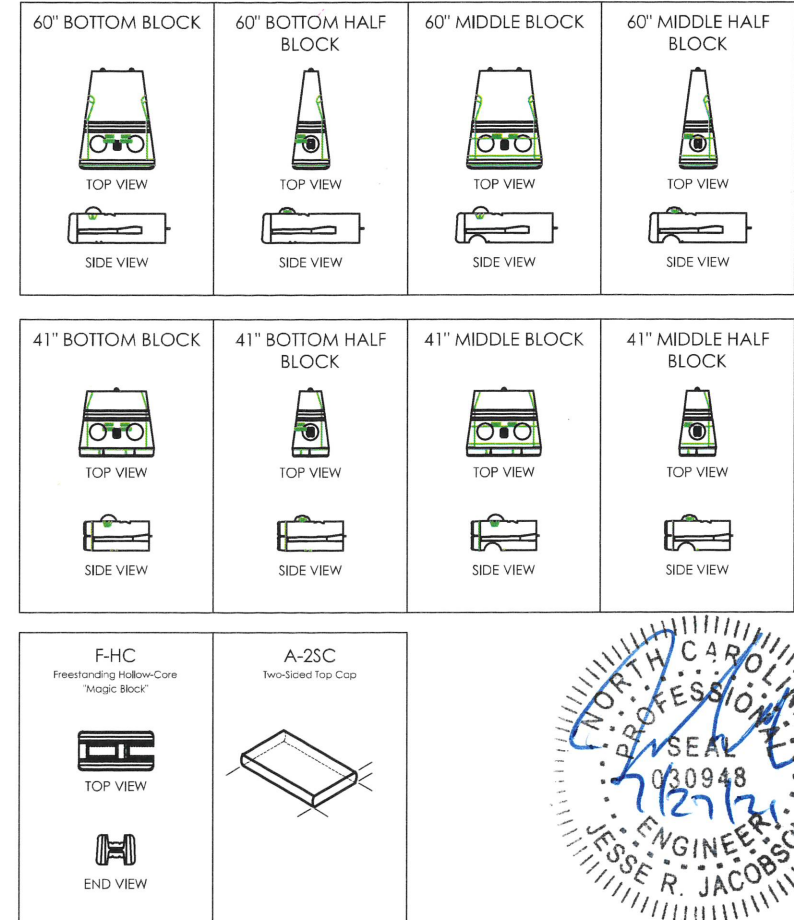 60" BOTTOM BLOCK
TOP VIEW
SIDE VIEW
60" BOTTOM HALF
BLOCK
TOP VIEW
SIDE VIEW
60" MIDDLE BLOCK
TOP VIEW
SIDE VIEW
60" MIDDLE HALF
BLOCK
TOP VIEW
SIDE VIEW
41" BOTTOM BLOCK
TOP VIEW
SIDE VIEW
41" BOTTOM HALF
BLOCK
TOP VIEW
SIDE VIEW
41" MIDDLE BLOCK
TOP VIEW
SIDE VIEW
41" MIDDLE HALF
BLOCK
TOP VIEW
SIDE VIEW
F-HC
Freestanding Hollow-Core
"Magic Block"
TOP VIEW
END VIEW
A-2SC
Two-Sided Top Cap
NORTH CAROLIN
PROFESSIONAL
SEAL
030948
7/27/21
ENGINEER
JESSE R. JACOBSO